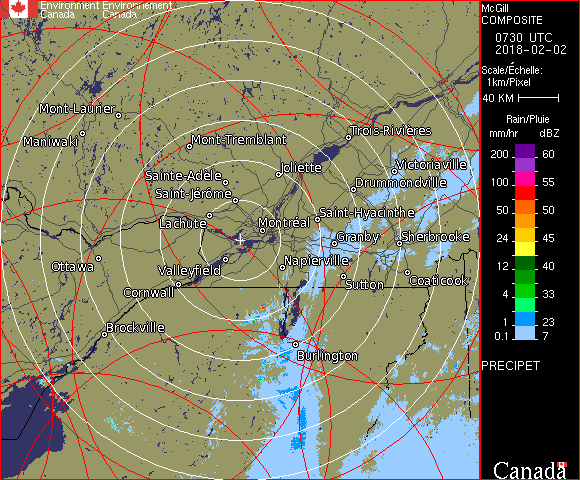 Environment Environnement
Canada Canada
McGill
COMPOSITE
0730 UTC
2018-02-02
Scale/Échelle:
1km/Pixel
40 KM
Rain/Pluie
mm/hr dBZ
200 60
150 57
100 55
50 50
24 45
12 40
4 33
1 23
0.1 7
PRECIPET
Canada
Mont-Laurier
Maniwaki
Mont-Tremblant
Trois-Rivières
Sainte-Adèle
Joliette
Victoriaville
Saint-Jérôme
Drummondville
Lachute
Montréal
Saint-Hyacinthe
Granby
Sherbrooke
Ottawa
Valleyfield
Napierville
Cornwall
Sutton
Coaticook
Brockville
Burlington